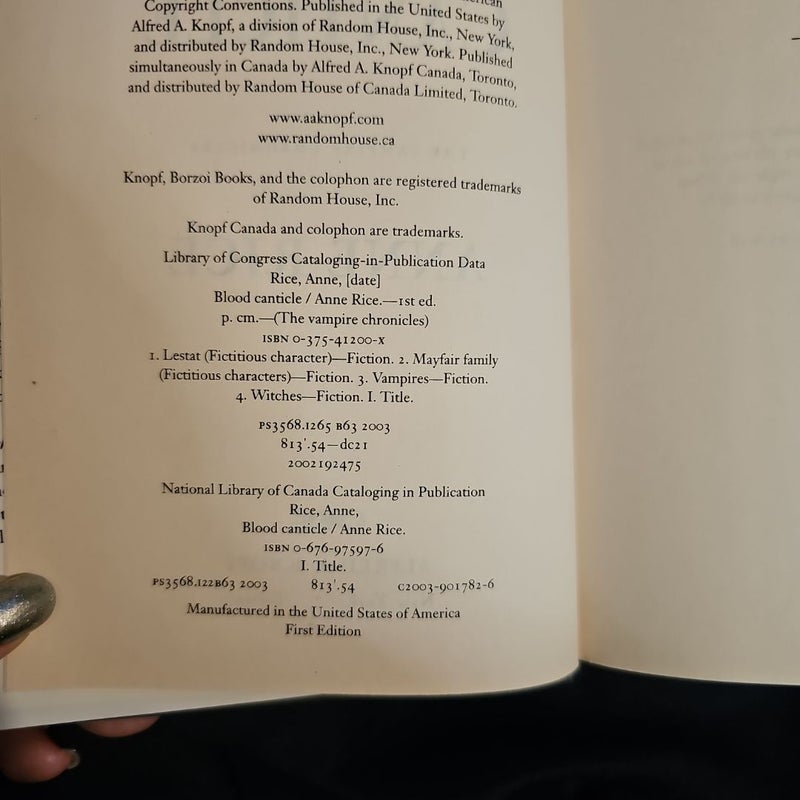 Copyright Conventions. Published in the United States by
Alfred A. Knopf, a division of Random House, Inc., New York,
and distributed by Random House, Inc., New York. Published
simultaneously in Canada by Alfred A. Knopf Canada, Toronto,
and distributed by Random House of Canada Limited, Toronto.
www.aaknopf.com
www.randomhouse.ca
Knopf, Borzoi Books, and the colophon are registered trademarks
of Random House, Inc.
Knopf Canada and colophon are trademarks.
Library of Congress Cataloging-in-Publication Data
Rice, Anne, [date]
Blood canticle / Anne Rice.—1st ed.
p. cm.—(The vampire chronicles)
ISBN 0-375-41200-X
1. Lestat (Fictitious character)—Fiction. 2. Mayfair family
(Fictitious characters)—Fiction. 3. Vampires—Fiction.
4. Witches—Fiction. I. Title.
PS3568.1265 B63 2003
813'.54—dc21
2002192475
National Library of Canada Cataloging in Publication
Rice, Anne,
Blood canticle / Anne Rice.
ISBN 0-676-97597-6
I. Title.
PS3568.122B63 2003 813'.54 C2003-901782-6
Manufactured in the United States of America
First Edition